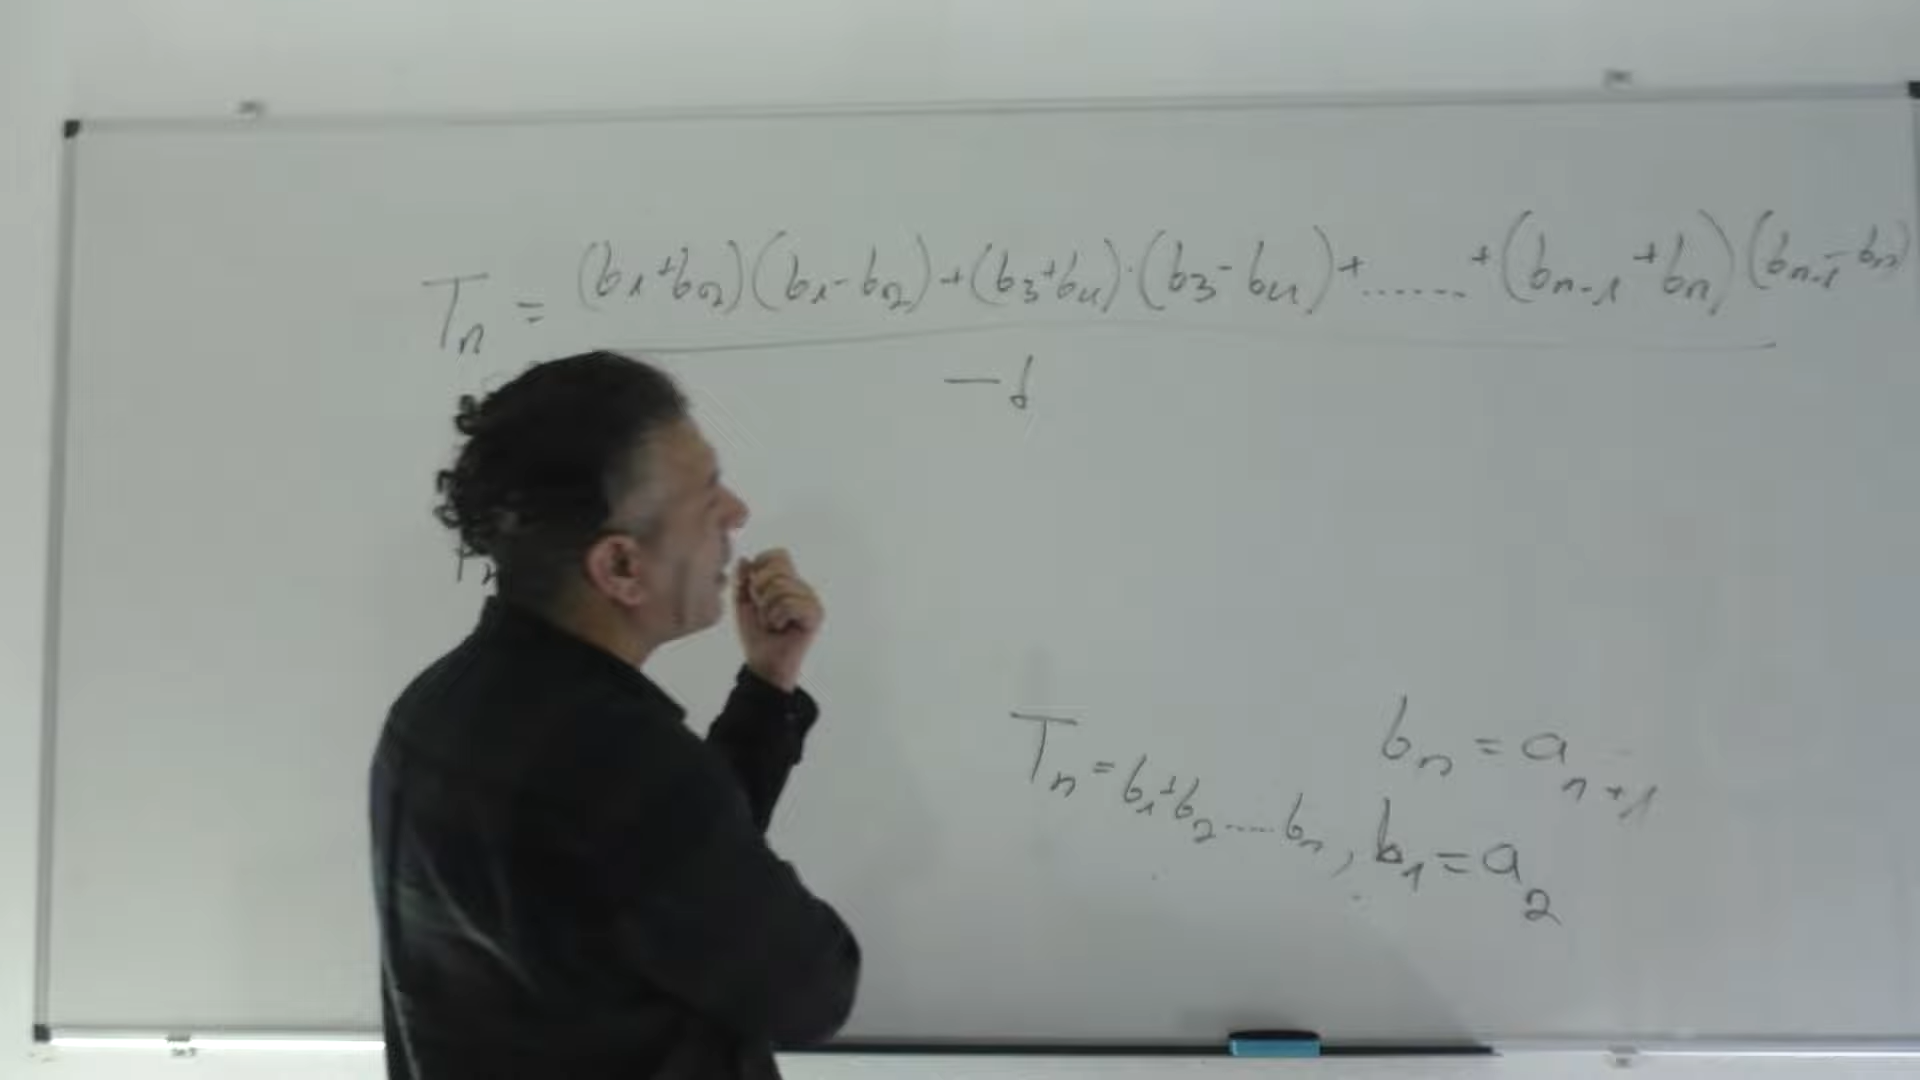 Tn = (b1+b2)(b1-b2)+(b3+b4)·(b3-b4)+......+(bn-1+bn)(bn-1-bn)
-d
Tn=b1+b2.....bn, bn = an+1
b1=a2